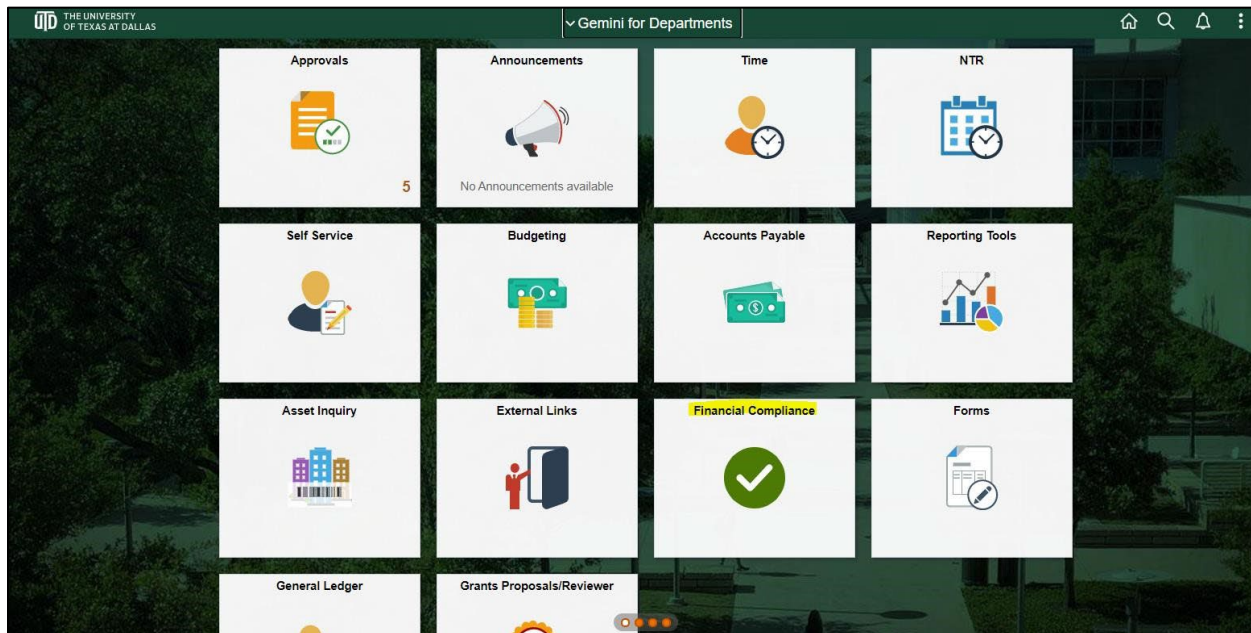 UTD THE UNIVERSITY
OF TEXAS AT DALLAS
Gemini for Departments
Approvals
5
Announcements
No Announcements available
Time
NTR
Self Service
Budgeting
Accounts Payable
Reporting Tools
Asset Inquiry
External Links
Financial Compliance
Forms
General Ledger
Grants Proposals/Reviewer